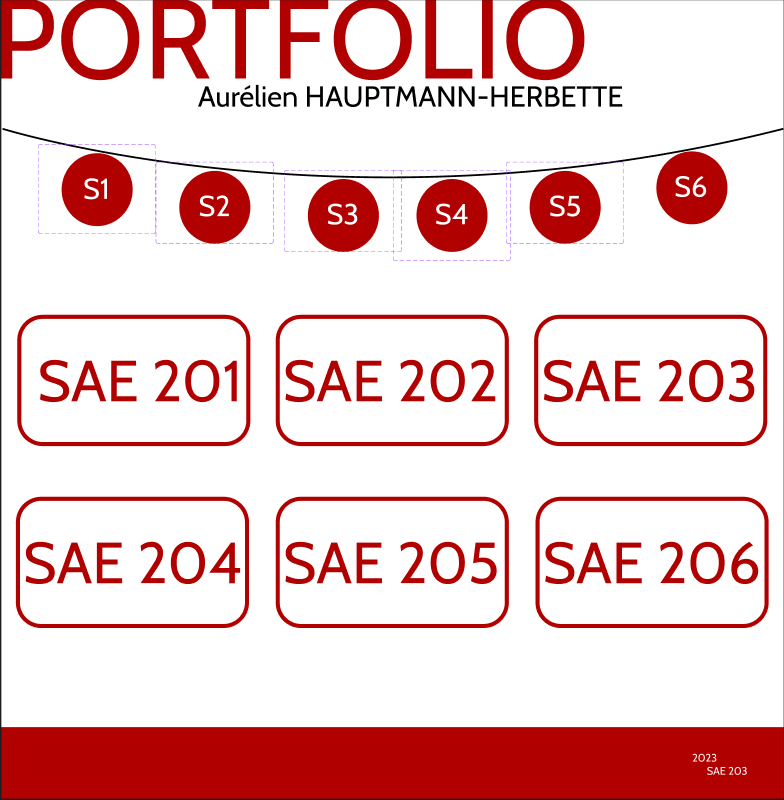 PORTFOLIO
Aurélien HAUPTMANN-HERBETTE
S1 S2 S3 S4 S5 S6
SAE 201 SAE 202 SAE 203
SAE 204 SAE 205 SAE 206
2023
SAE 203